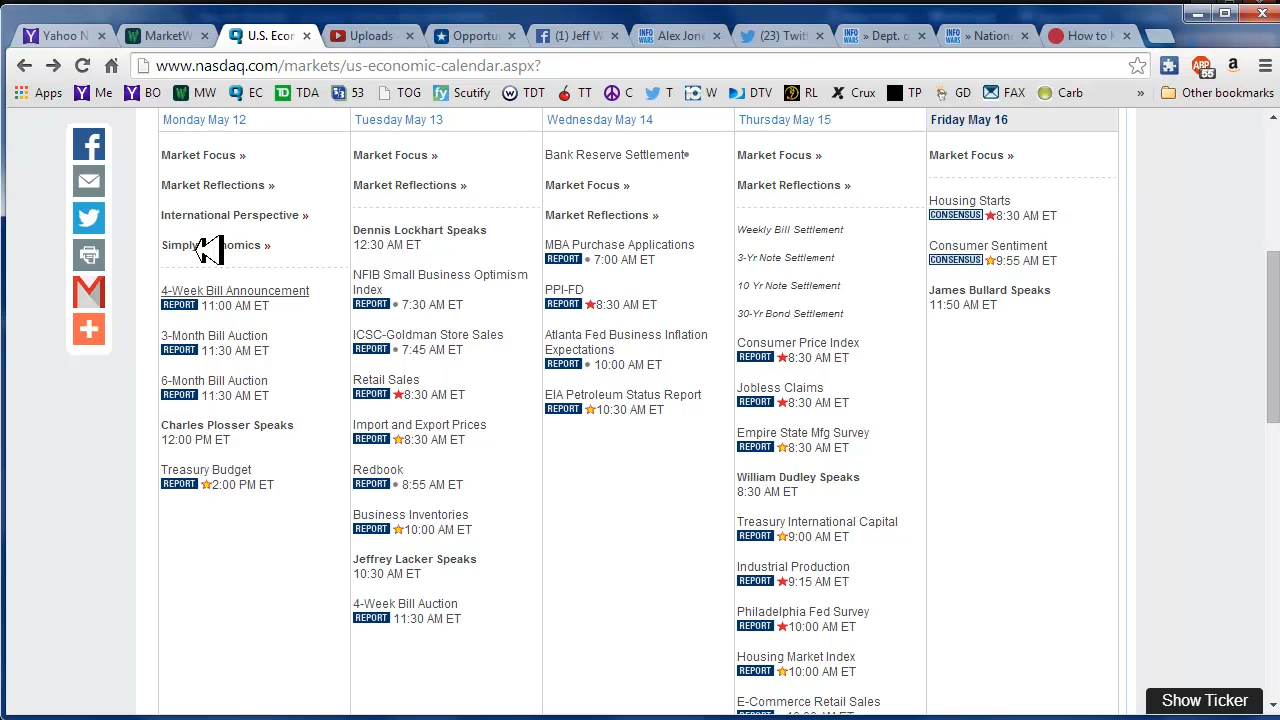 Yahoo N
MarketW
U.S. Econ
Uploads
Opportu
(1) Jeff W
INFO WARS
Alex Jone
(23) Twitt
INFO WARS
» Dept. o
INFO WARS
» Nation
How to
www.nasdaq.com/markets/us-economic-calendar.aspx?
ABP
55
Apps
Me
BO
MW
EC
TDA
53
TOG
Scutify
TDT
TT
C
T
W
DTV
RL
Crux
TP
GD
FAX
Carb
»
Other bookmarks
Monday May 12
Market Focus »
Market Reflections »
International Perspective »
4-Week Bill Announcement
REPORT 11:00 AM ET
3-Month Bill Auction
REPORT 11:30 AM ET
6-Month Bill Auction
REPORT 11:30 AM ET
Charles Plosser Speaks
12:00 PM ET
Treasury Budget
REPORT 2:00 PM ET
Tuesday May 13
Market Focus »
Market Reflections »
Dennis Lockhart Speaks
12:30 AM ET
NFIB Small Business Optimism
Index
REPORT 7:30 AM ET
ICSC-Goldman Store Sales
REPORT 7:45 AM ET
Retail Sales
REPORT 8:30 AM ET
Import and Export Prices
REPORT 8:30 AM ET
Redbook
REPORT 8:55 AM ET
Business Inventories
REPORT 10:00 AM ET
Jeffrey Lacker Speaks
10:30 AM ET
4-Week Bill Auction
REPORT 11:30 AM ET
Wednesday May 14
Bank Reserve Settlement
Market Focus »
Market Reflections »
MBA Purchase Applications
REPORT 7:00 AM ET
PPI-FD
REPORT 8:30 AM ET
Atlanta Fed Business Inflation
Expectations
REPORT 10:00 AM ET
EIA Petroleum Status Report
REPORT 10:30 AM ET
Thursday May 15
Market Focus »
Market Reflections »
Weekly Bill Settlement
3-Yr Note Settlement
10 Yr Note Settlement
30-Yr Bond Settlement
Consumer Price Index
REPORT 8:30 AM ET
Jobless Claims
REPORT 8:30 AM ET
Empire State Mfg Survey
REPORT 8:30 AM ET
William Dudley Speaks
8:30 AM ET
Treasury International Capital
REPORT 9:00 AM ET
Industrial Production
REPORT 9:15 AM ET
Philadelphia Fed Survey
REPORT 10:00 AM ET
Housing Market Index
REPORT 10:00 AM ET
E-Commerce Retail Sales
Friday May 16
Market Focus »
Housing Starts
CONSENSUS 8:30 AM ET
Consumer Sentiment
CONSENSUS 9:55 AM ET
James Bullard Speaks
11:50 AM ET
Show Ticker